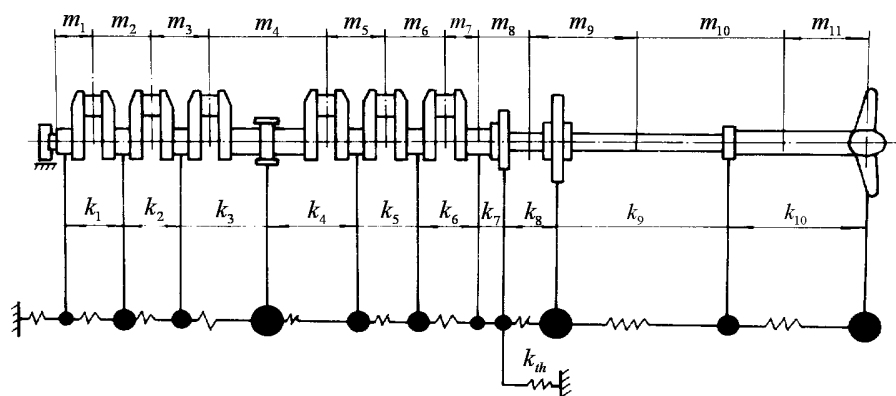 m₁ m₂ m₃ m₄ m₅ m₆ m₇ m₈ m₉ m₁₀ m₁₁
k₁ k₂ k₃ k₄ k₅ k₆ k₇ k₈ k₉ k₁₀
kₜₕ